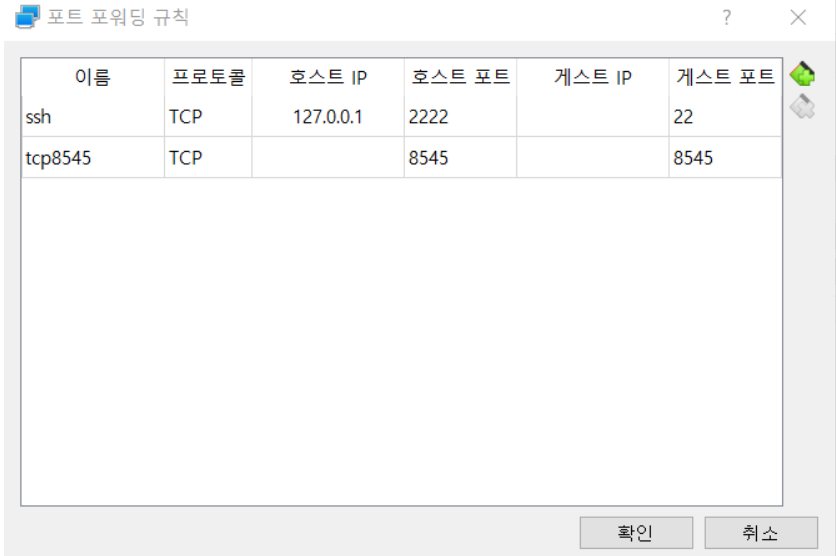 포트 포워딩 규칙
이름 프로토콜 호스트 IP 호스트 포트 게스트 IP 게스트 포트
ssh TCP 127.0.0.1 2222 22
tcp8545 TCP 8545 8545
확인 취소